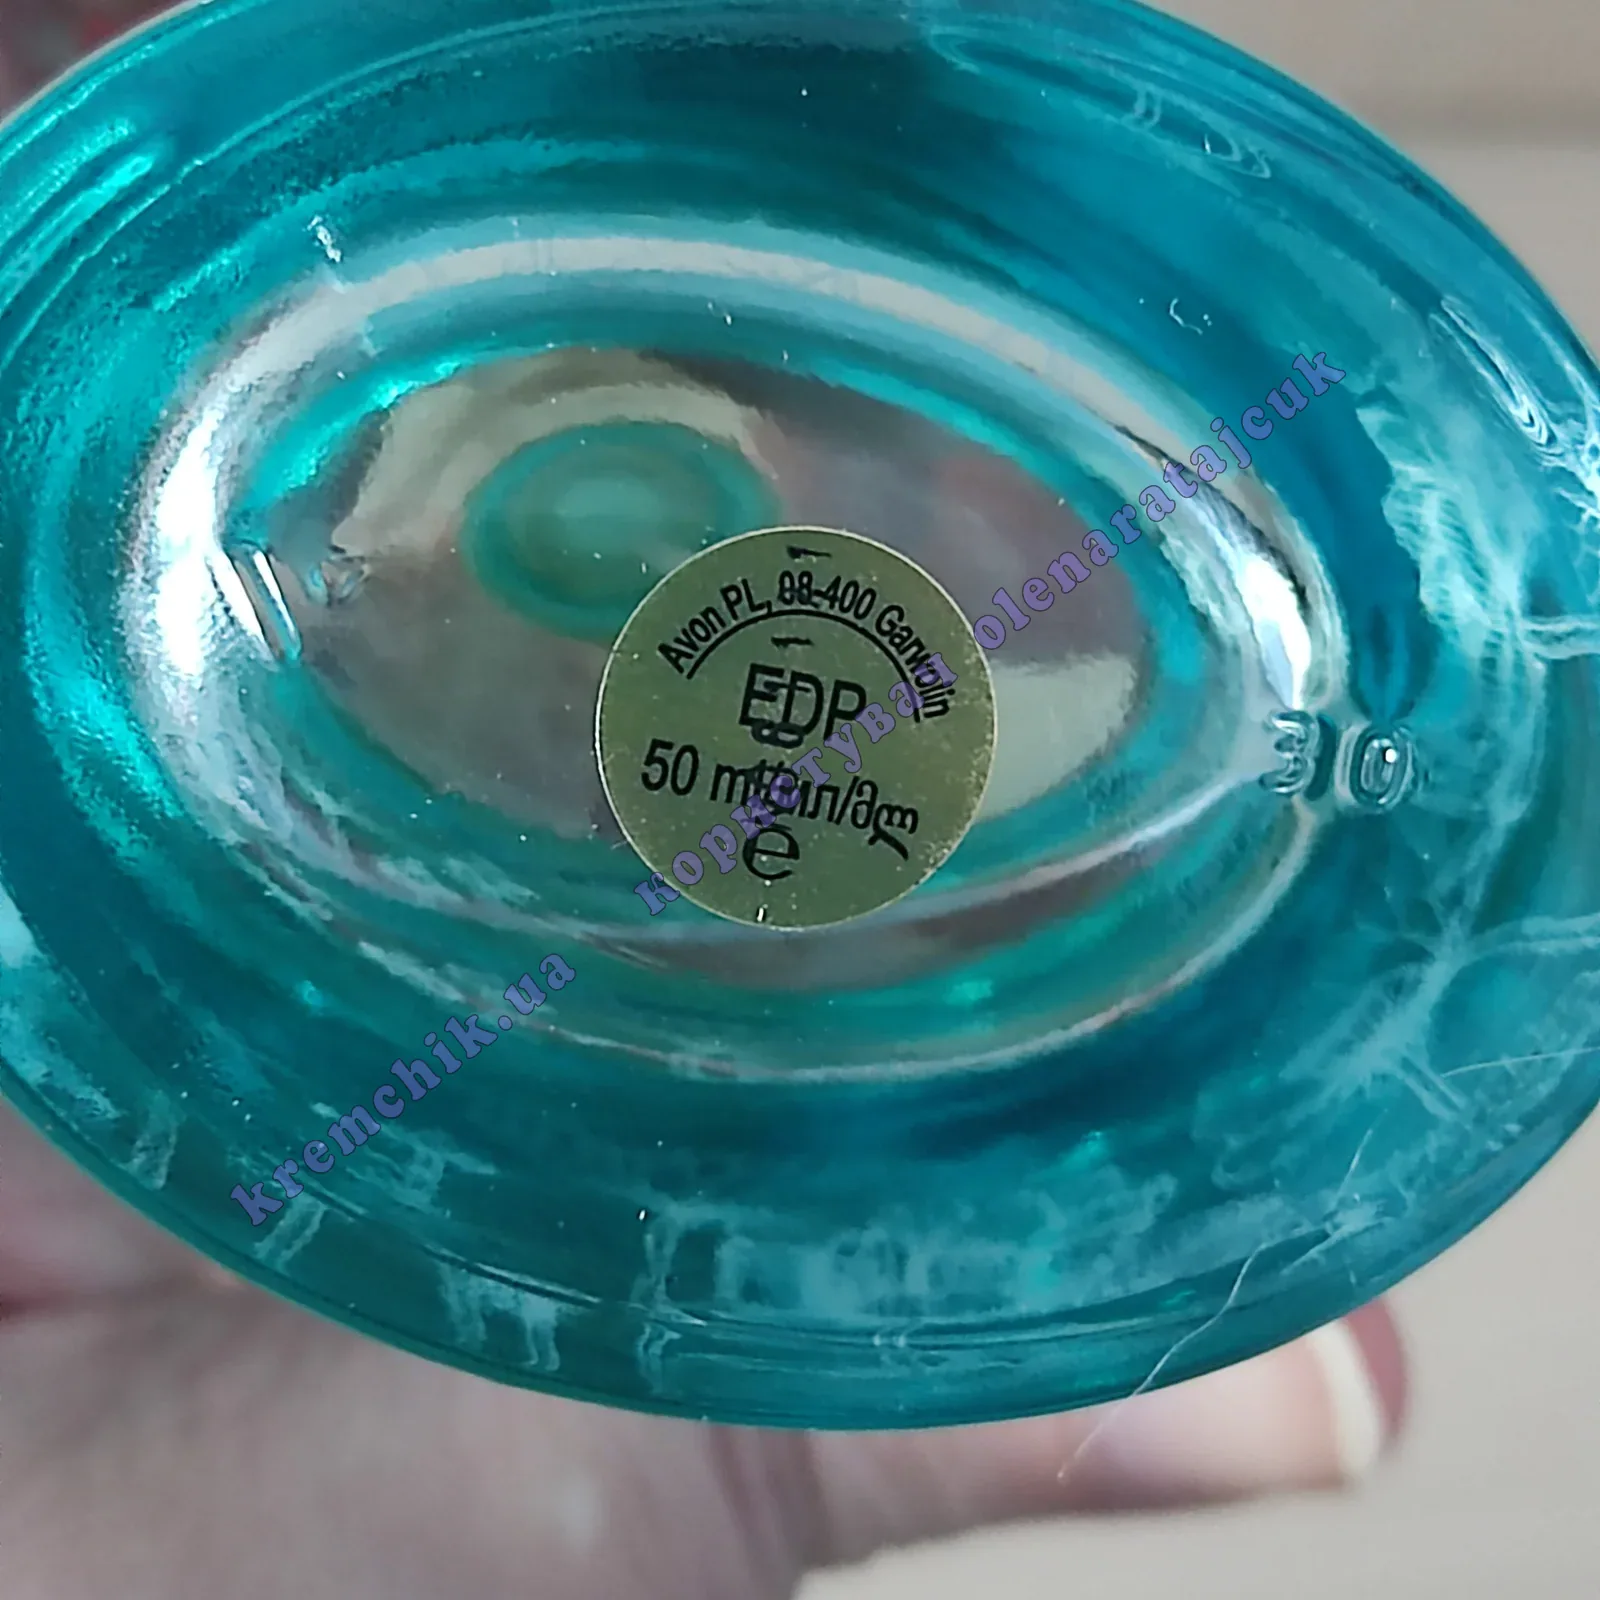 Avon PL, 08-400 Garwolin
EDP
50 ml/мл/მლ
e
30
kremchik.ua користувач olenaratajcuk